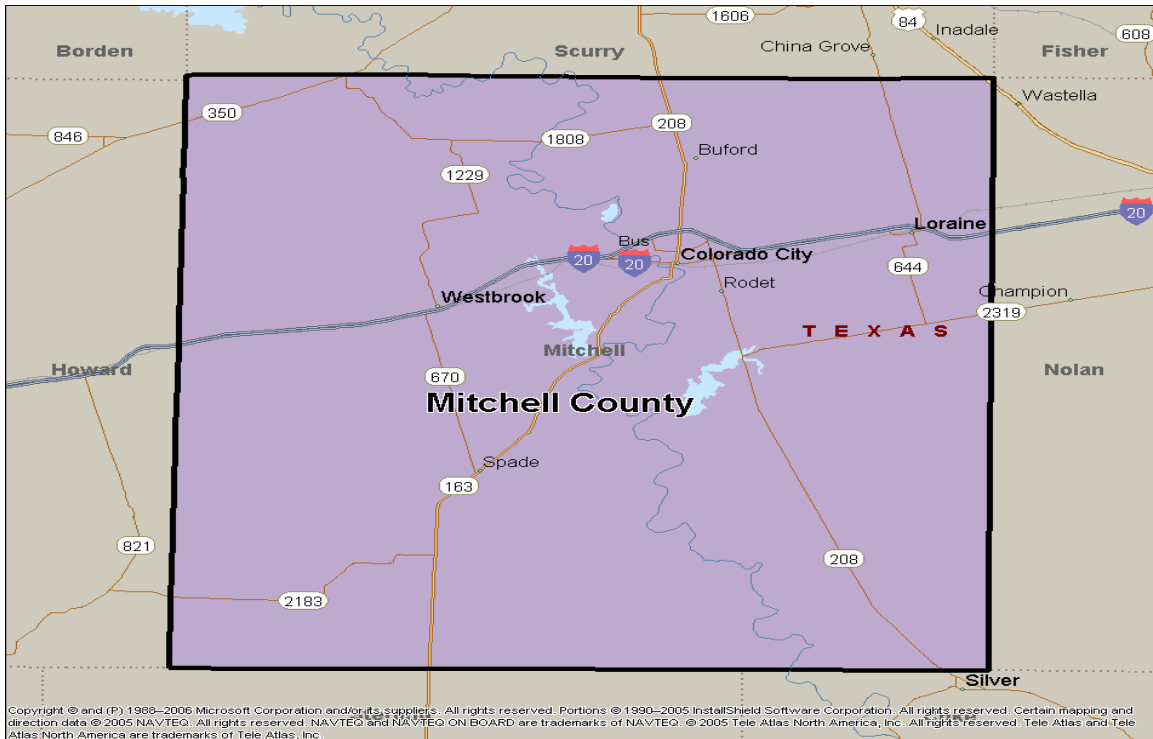 1606
84
Inadale
608
Borden
Scurry
China Grove
Fisher
Wastella
350
846
1808
208
Buford
1229
20
Loraine
Bus
20
20
Colorado City
644
Rodet
Champion
Westbrook
2319
TEXAS
Mitchell
Howard
670
Nolan
Mitchell County
Spade
163
821
208
2183
Silver
Copyright © and (P) 1988–2006 Microsoft Corporation and/or its suppliers. All rights reserved. Portions © 1990–2005 InstallShield Software Corporation. All rights reserved. Certain mapping and
direction data © 2005 NAVTEQ. All rights reserved. NAVTEQ and NAVTEQ ON BOARD are trademarks of NAVTEQ. © 2005 Tele Atlas North America, Inc. All rights reserved. Tele Atlas and Tele
Atlas North America are trademarks of Tele Atlas, Inc.